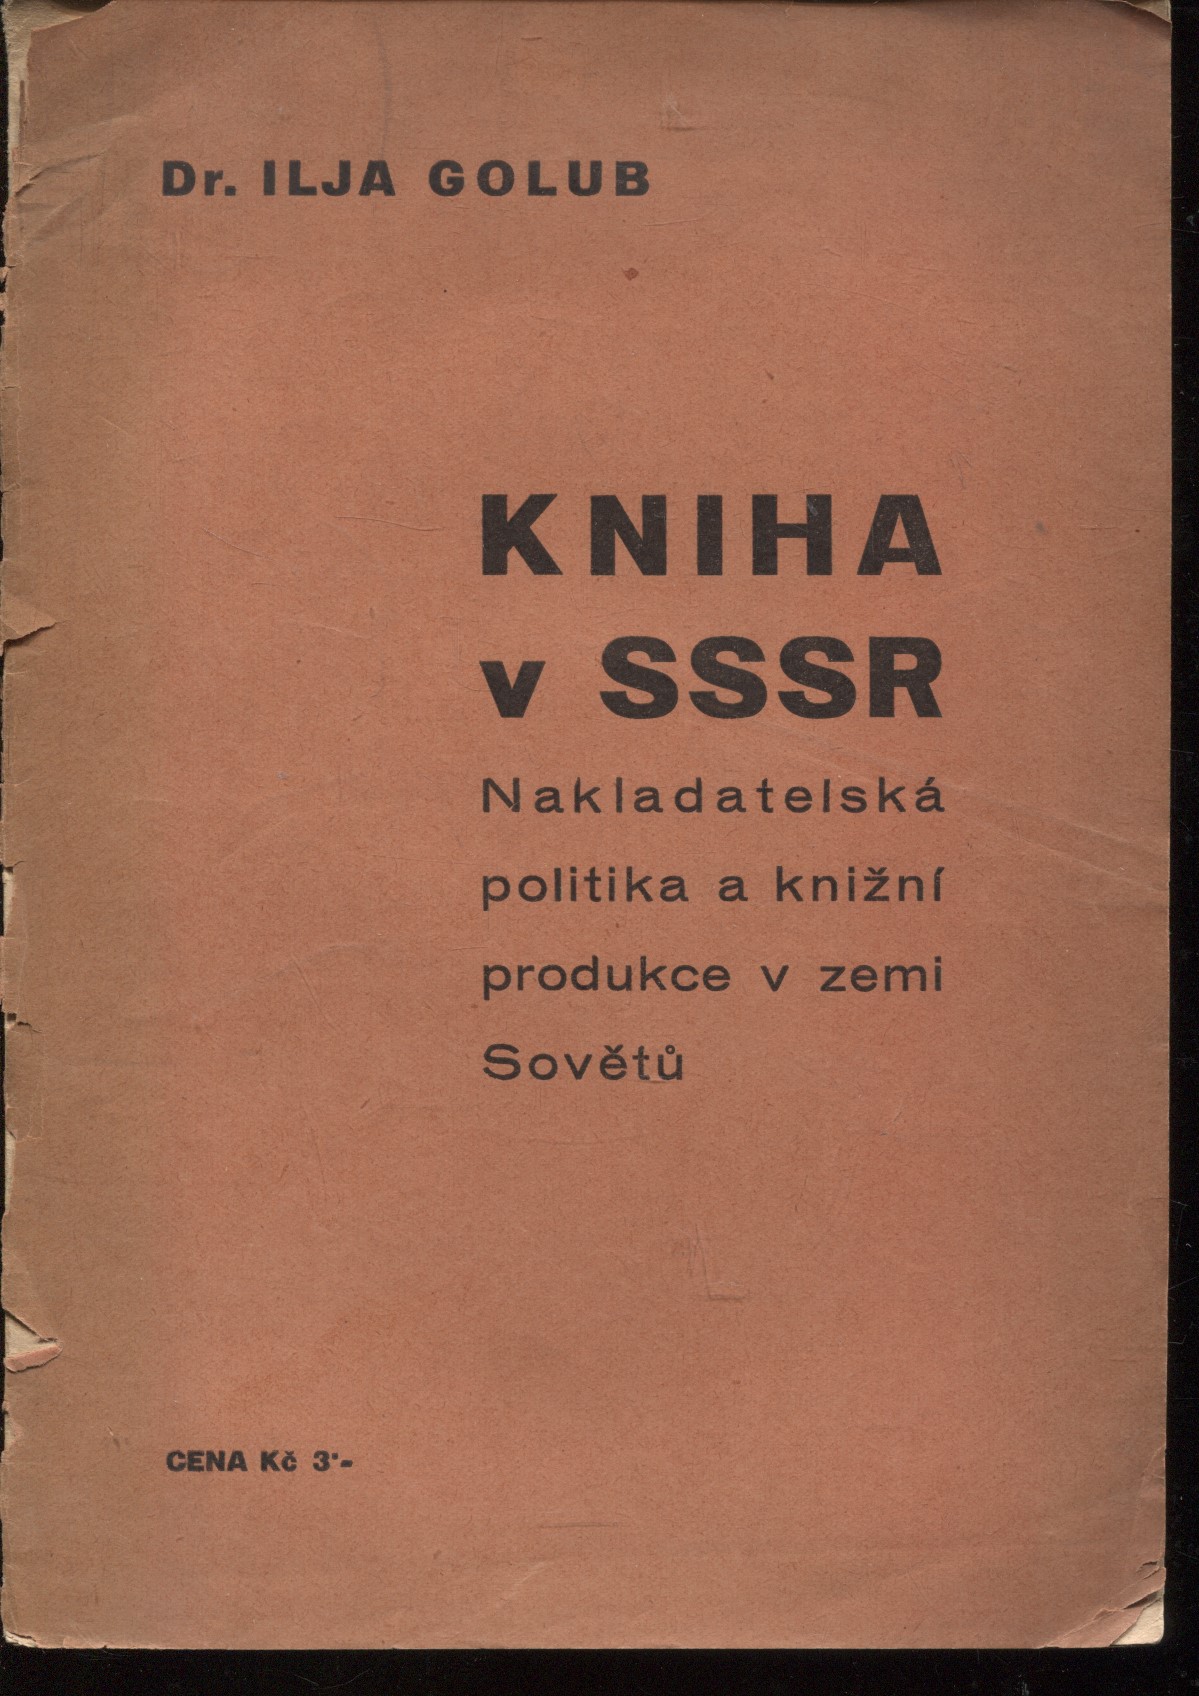 Dr. ILJA GOLUB
KNIHA
v SSSR
Nakladatelská
politika a knižní
produkce v zemi
Sovětů
CENA Kč 3·-